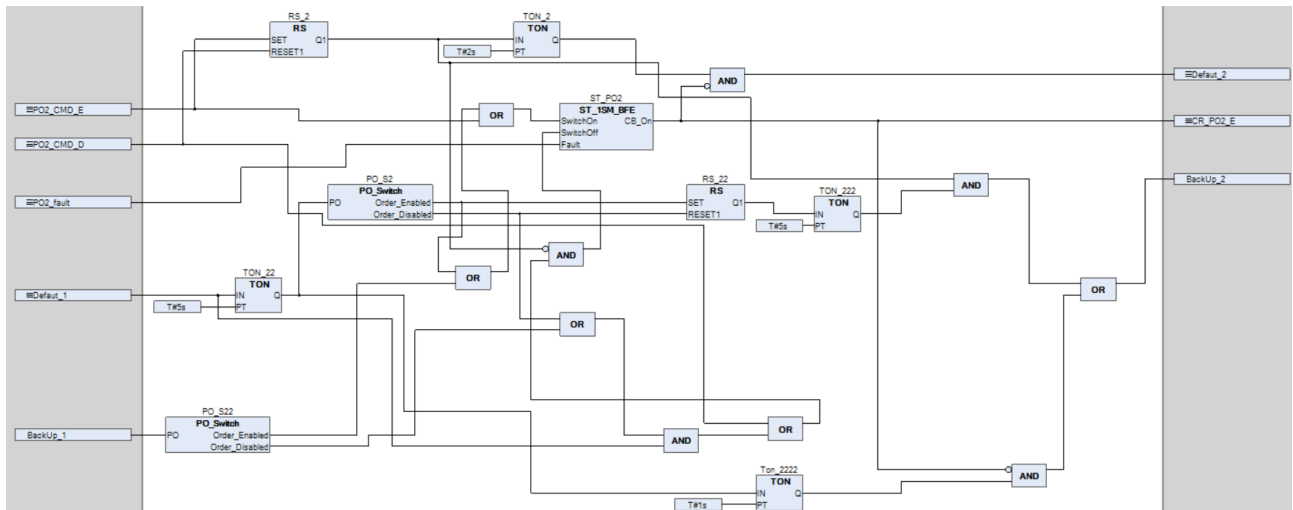 RS_2
RS
SET Q1
RESET1
TON_2
TON
IN Q
PT
T#2s
AND
Defaut_2
PO2_CMD_E
OR
ST_PO2
ST_1SM_BFE
SwitchOn CB_On
SwitchOff
Fault
CR_PO2_E
PO2_CMD_D
PO2_fault
PO_S2
PO_Switch
PO Order_Enabled
Order_Disabled
RS_22
RS
SET Q1
RESET1
TON_222
TON
IN Q
PT
T#5s
AND
BackUp_2
AND
OR
TON_22
TON
IN Q
PT
T#5s
Defaut_1
OR
OR
BackUp_1
PO_S22
PO_Switch
PO Order_Enabled
Order_Disabled
AND
OR
Ton_2222
TON
IN Q
PT
T#1s
AND